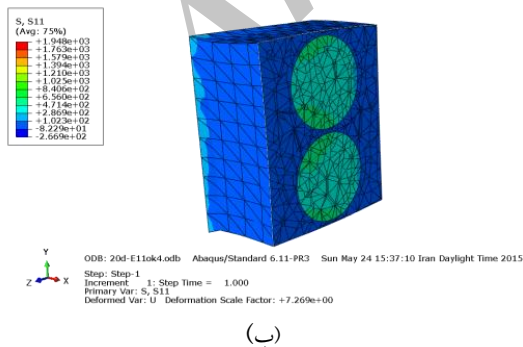 S, S11
(Avg: 75%)
+1.948e+03
+1.763e+03
+1.579e+03
+1.394e+03
+1.210e+03
+1.025e+03
+8.406e+02
+6.560e+02
+4.714e+02
+2.869e+02
+1.023e+02
-8.229e+01
-2.669e+02
Y
Z X
ODB: 20d-E11ok4.odb Abaqus/Standard 6.11-PR3 Sun May 24 15:37:10 Iran Daylight Time 2015
Step: Step-1
Increment 1: Step Time = 1.000
Primary Var: S, S11
Deformed Var: U Deformation Scale Factor: +7.269e+00
(ب)